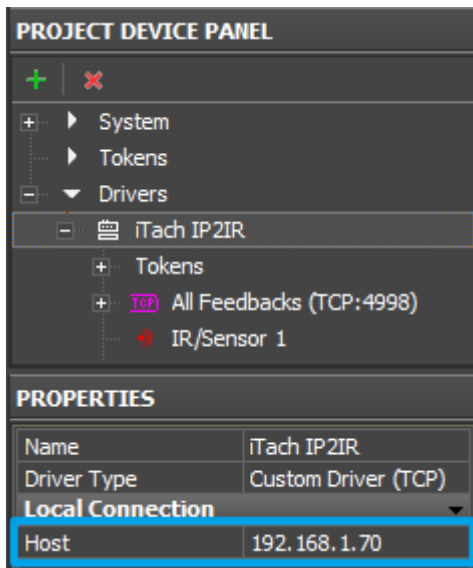 PROJECT DEVICE PANEL
System
Tokens
Drivers
iTach IP2IR
Tokens
TCP All Feedbacks (TCP:4998)
IR/Sensor 1
PROPERTIES
Name iTach IP2IR
Driver Type Custom Driver (TCP)
Local Connection
Host 192.168.1.70